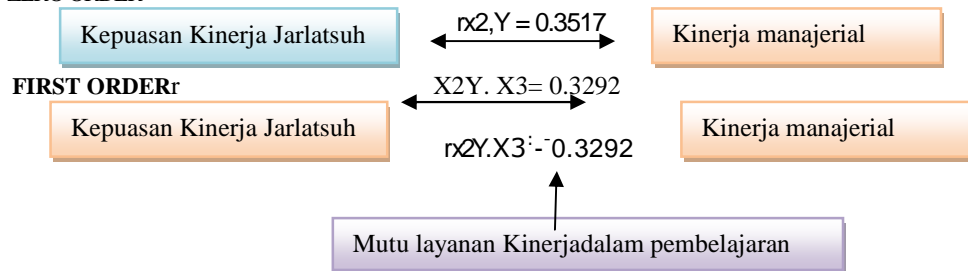 Kepuasan Kinerja Jarlatsuh rx2,Y = 0.3517 Kinerja manajerial
FIRST ORDERr X2Y. X3= 0.3292
Kepuasan Kinerja Jarlatsuh Kinerja manajerial
rx2Y.X3:-¯0.3292
Mutu layanan Kinerjadalam pembelajaran